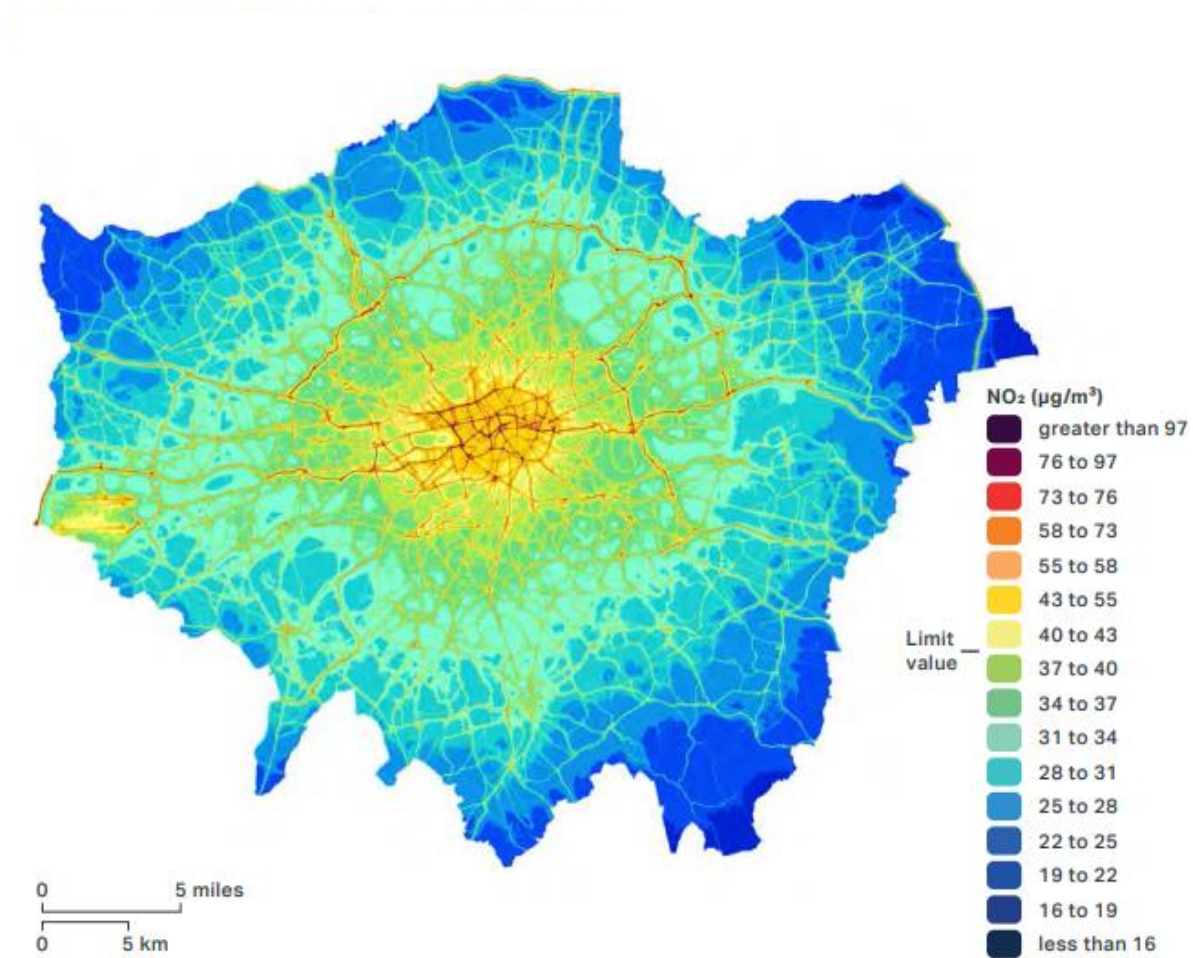 NO₂ (µg/m³)
greater than 97
76 to 97
73 to 76
58 to 73
55 to 58
43 to 55
40 to 43
Limit
value
37 to 40
34 to 37
31 to 34
28 to 31
25 to 28
22 to 25
19 to 22
16 to 19
less than 16
0 5 miles
0 5 km